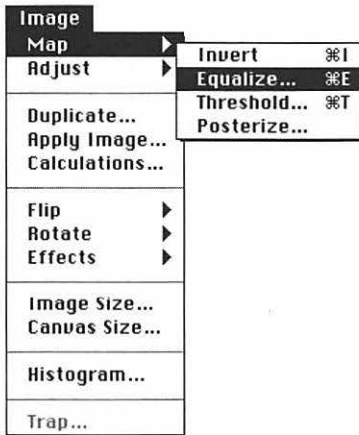 Image
Map
Adjust
Duplicate...
Apply Image...
Calculations...
Flip
Rotate
Effects
Image Size...
Canvas Size...
Histogram...
Trap...
Invert ⌘I
Equalize... ⌘E
Threshold... ⌘T
Posterize...